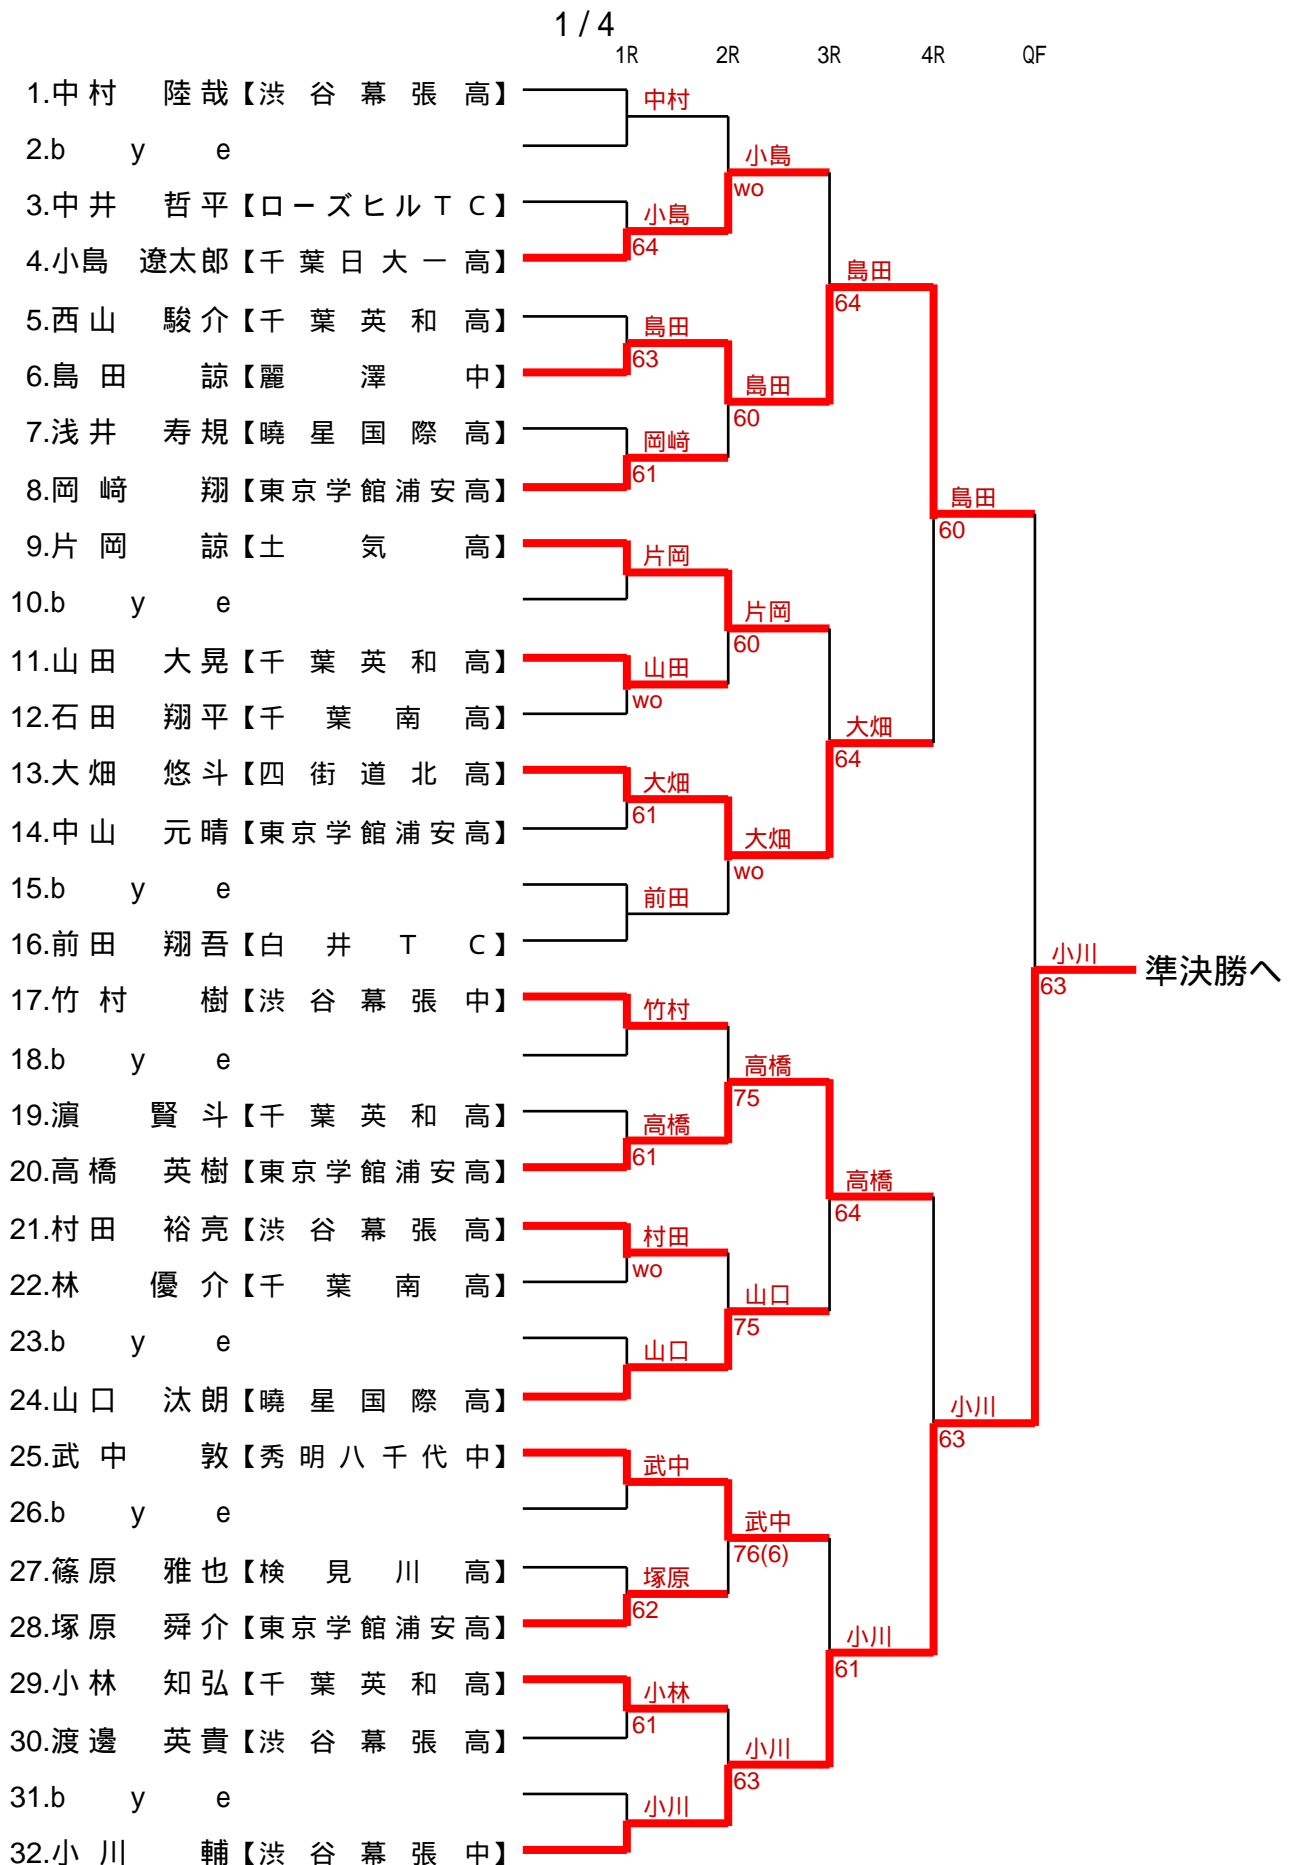 1 / 4
1R 2R 3R 4R QF
1.中村 陸哉【渋谷幕張高】
中村
2.bye
小島
wo
3.中井 哲平【ローズヒルTC】
小島
64
4.小島 遼太郎【千葉日大一高】
島田
64
5.西山 駿介【千葉英和高】
島田
63
6.島田 諒【麗澤中】
島田
60
7.浅井 寿規【暁星国際高】
岡﨑
61
8.岡﨑 翔【東京学館浦安高】
島田
60
9.片岡 諒【土気高】
片岡
10.bye
片岡
60
11.山田 大晃【千葉英和高】
山田
wo
12.石田 翔平【千葉南高】
大畑
64
13.大畑 悠斗【四街道北高】
大畑
61
14.中山 元晴【東京学館浦安高】
大畑
wo
15.bye
前田
16.前田 翔吾【白井TC】
小川
63
準決勝へ
17.竹村 樹【渋谷幕張中】
竹村
18.bye
高橋
75
19.濵 賢斗【千葉英和高】
高橋
61
20.高橋 英樹【東京学館浦安高】
高橋
64
21.村田 裕亮【渋谷幕張高】
村田
wo
22.林 優介【千葉南高】
山口
75
23.bye
山口
24.山口 汰朗【暁星国際高】
小川
63
25.武中 敦【秀明八千代中】
武中
26.bye
武中
76(6)
27.篠原 雅也【検見川高】
塚原
62
28.塚原 舜介【東京学館浦安高】
小川
61
29.小林 知弘【千葉英和高】
小林
61
30.渡邊 英貴【渋谷幕張高】
小川
63
31.bye
小川
32.小川 輔【渋谷幕張中】